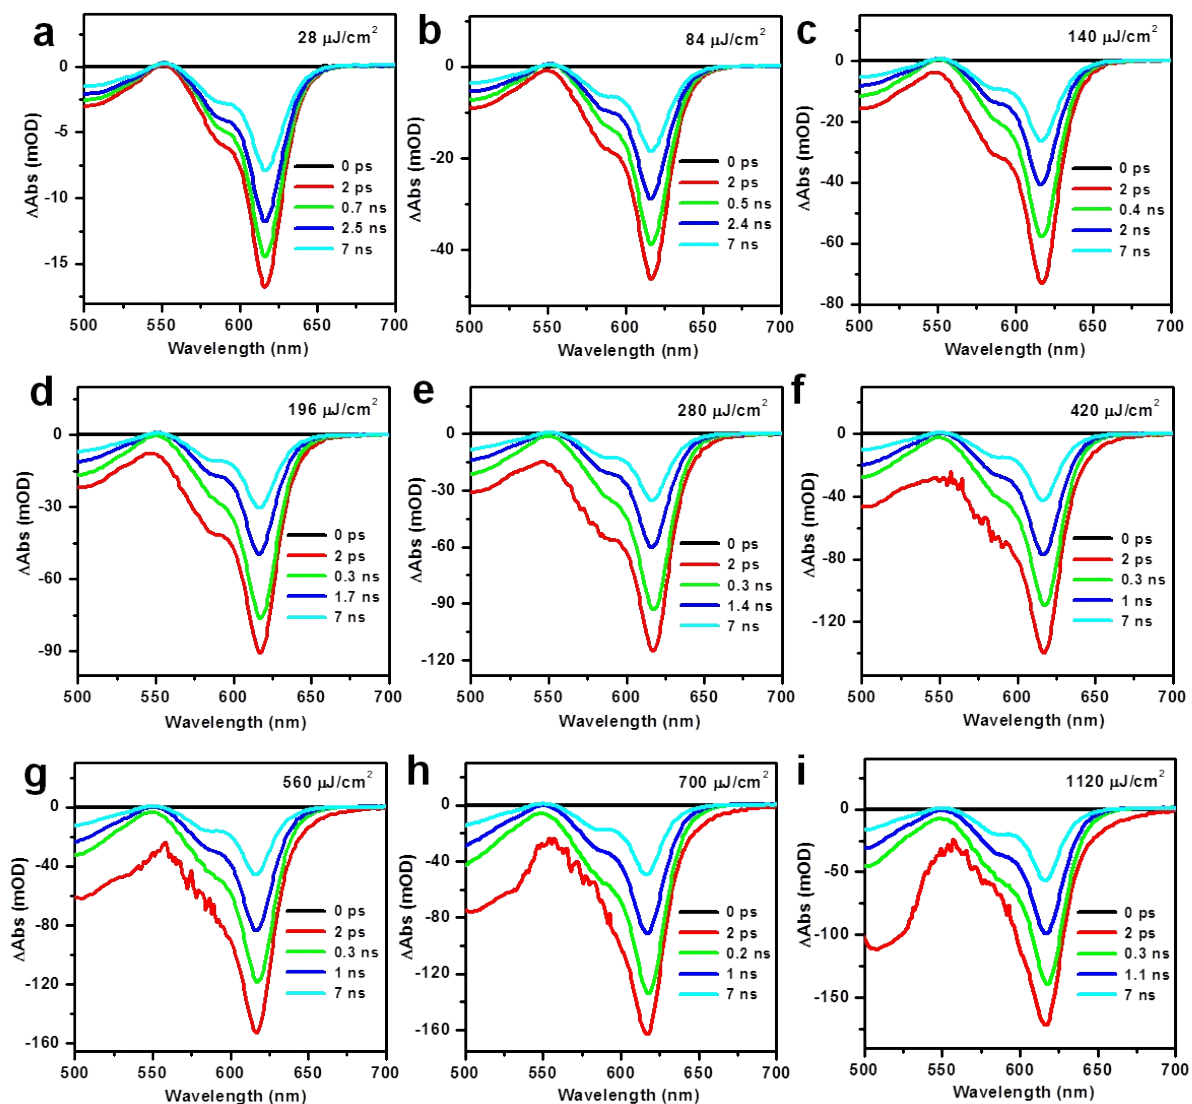 a
28 μJ/cm²
0
-5
-10
-15
ΔAbs (mOD)
0 ps
2 ps
0.7 ns
2.5 ns
7 ns
500 550 600 650 700
Wavelength (nm)
b
84 μJ/cm²
0
-20
-40
ΔAbs (mOD)
0 ps
2 ps
0.5 ns
2.4 ns
7 ns
500 550 600 650 700
Wavelength (nm)
c
140 μJ/cm²
0
-20
-40
-60
-80
ΔAbs (mOD)
0 ps
2 ps
0.4 ns
2 ns
7 ns
500 550 600 650 700
Wavelength (nm)
d
196 μJ/cm²
0
-30
-60
-90
ΔAbs (mOD)
0 ps
2 ps
0.3 ns
1.7 ns
7 ns
500 550 600 650 700
Wavelength (nm)
e
280 μJ/cm²
0
-30
-60
-90
-120
ΔAbs (mOD)
0 ps
2 ps
0.3 ns
1.4 ns
7 ns
500 550 600 650 700
Wavelength (nm)
f
420 μJ/cm²
0
-40
-80
-120
ΔAbs (mOD)
0 ps
2 ps
0.3 ns
1 ns
7 ns
500 550 600 650 700
Wavelength (nm)
g
560 μJ/cm²
0
-40
-80
-120
-160
ΔAbs (mOD)
0 ps
2 ps
0.3 ns
1 ns
7 ns
500 550 600 650 700
Wavelength (nm)
h
700 μJ/cm²
0
-40
-80
-120
-160
ΔAbs (mOD)
0 ps
2 ps
0.2 ns
1 ns
7 ns
500 550 600 650 700
Wavelength (nm)
i
1120 μJ/cm²
0
-50
-100
-150
ΔAbs (mOD)
0 ps
2 ps
0.3 ns
1.1 ns
7 ns
500 550 600 650 700
Wavelength (nm)